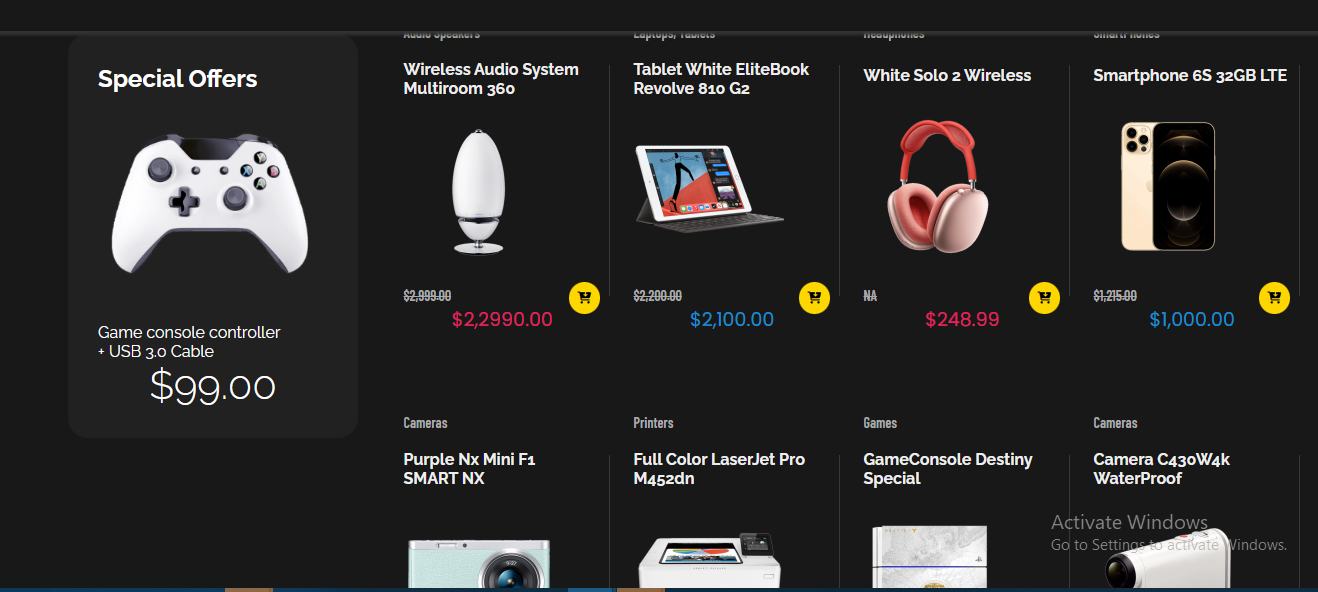 Audio Speakers
Laptops, Tablets
Headphones
SmartPhones
Special Offers
Wireless Audio System
Multiroom 360
Tablet White EliteBook
Revolve 810 G2
White Solo 2 Wireless
Smartphone 6S 32GB LTE
$2,999.00
$2,2990.00
$2,200.00
$2,100.00
NA
$248.99
$1,215.00
$1,000.00
Game console controller
+ USB 3.0 Cable
$99.00
Cameras
Printers
Games
Cameras
Purple Nx Mini F1
SMART NX
Full Color LaserJet Pro
M452dn
GameConsole Destiny
Special
Camera C430W4k
WaterProof
Activate Windows
Go to Settings to activate Windows.